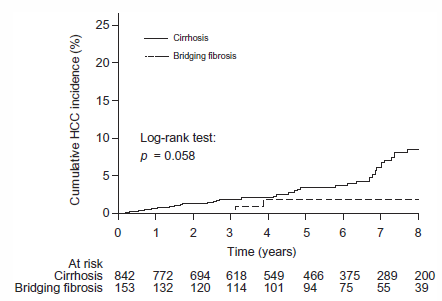 Cumulative HCC incidence (%)
25
20
15
10
5
0
Cirrhosis
Bridging fibrosis
Log-rank test:
p = 0.058
0 1 2 3 4 5 6 7 8
Time (years)
At risk
Cirrhosis 842 772 694 618 549 466 375 289 200
Bridging fibrosis 153 132 120 114 101 94 75 55 39